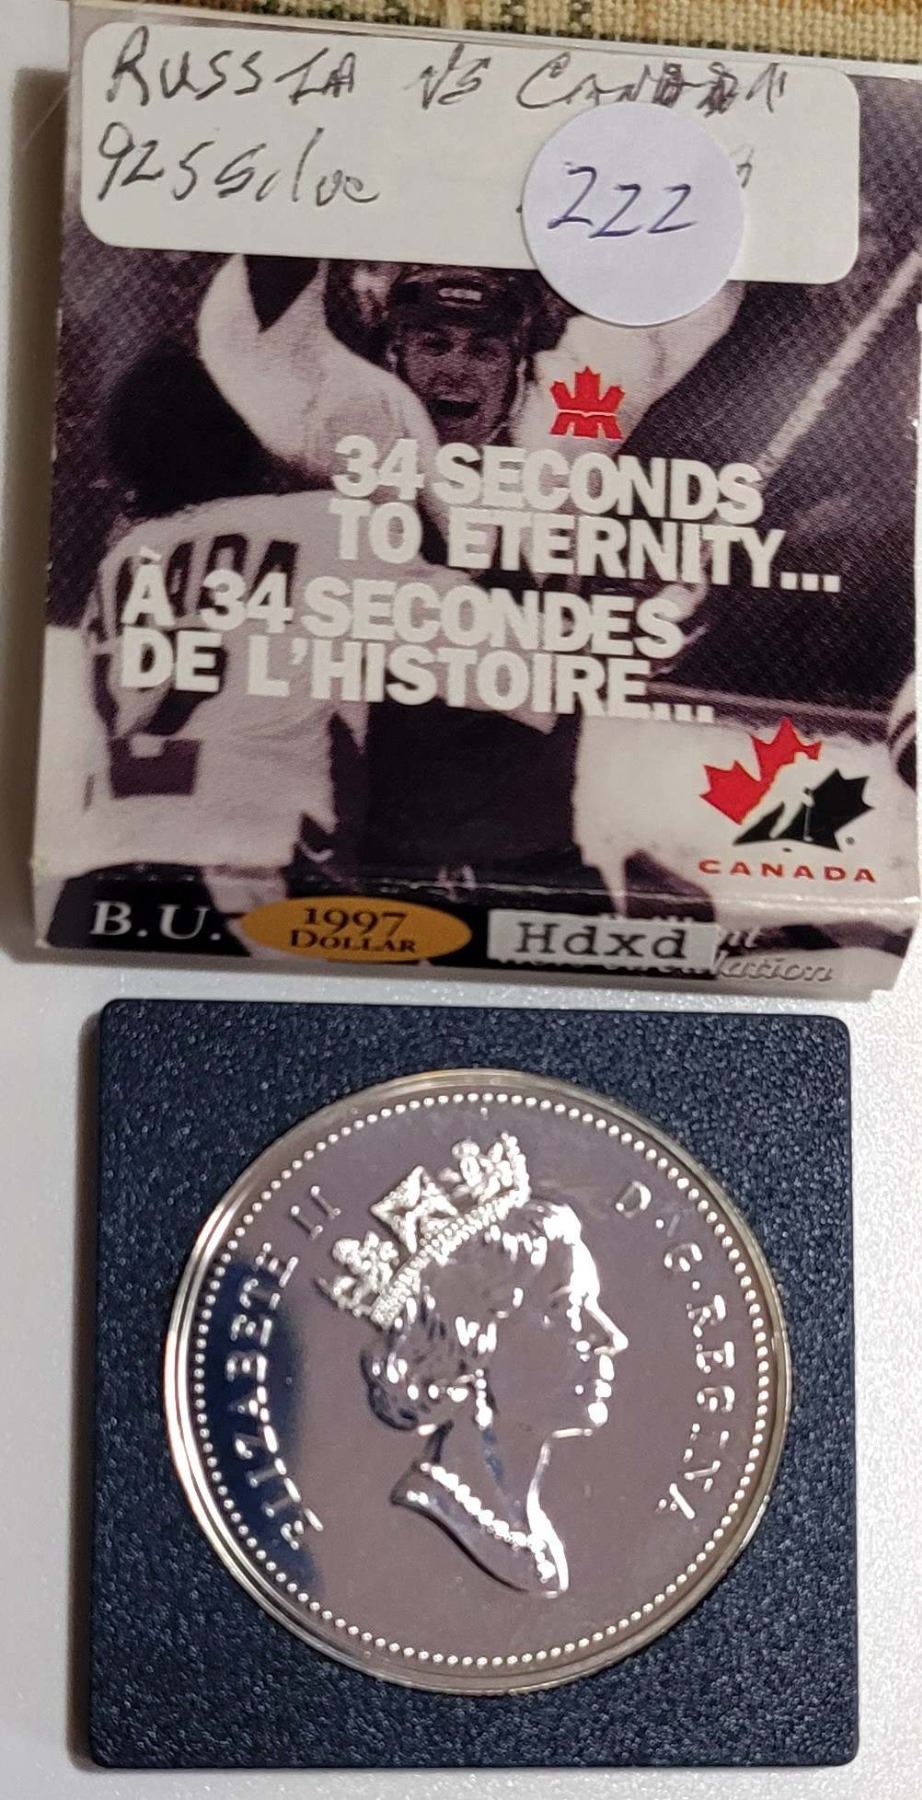 RUSSIA VS CANADA
925 Silve
222
34 SECONDS
TO ETERNITY...
À 34 SECONDES
DE L'HISTOIRE...
CANADA
B.U. 1997 DOLLAR Hdxd
ELIZABETH II D · G · REGINA